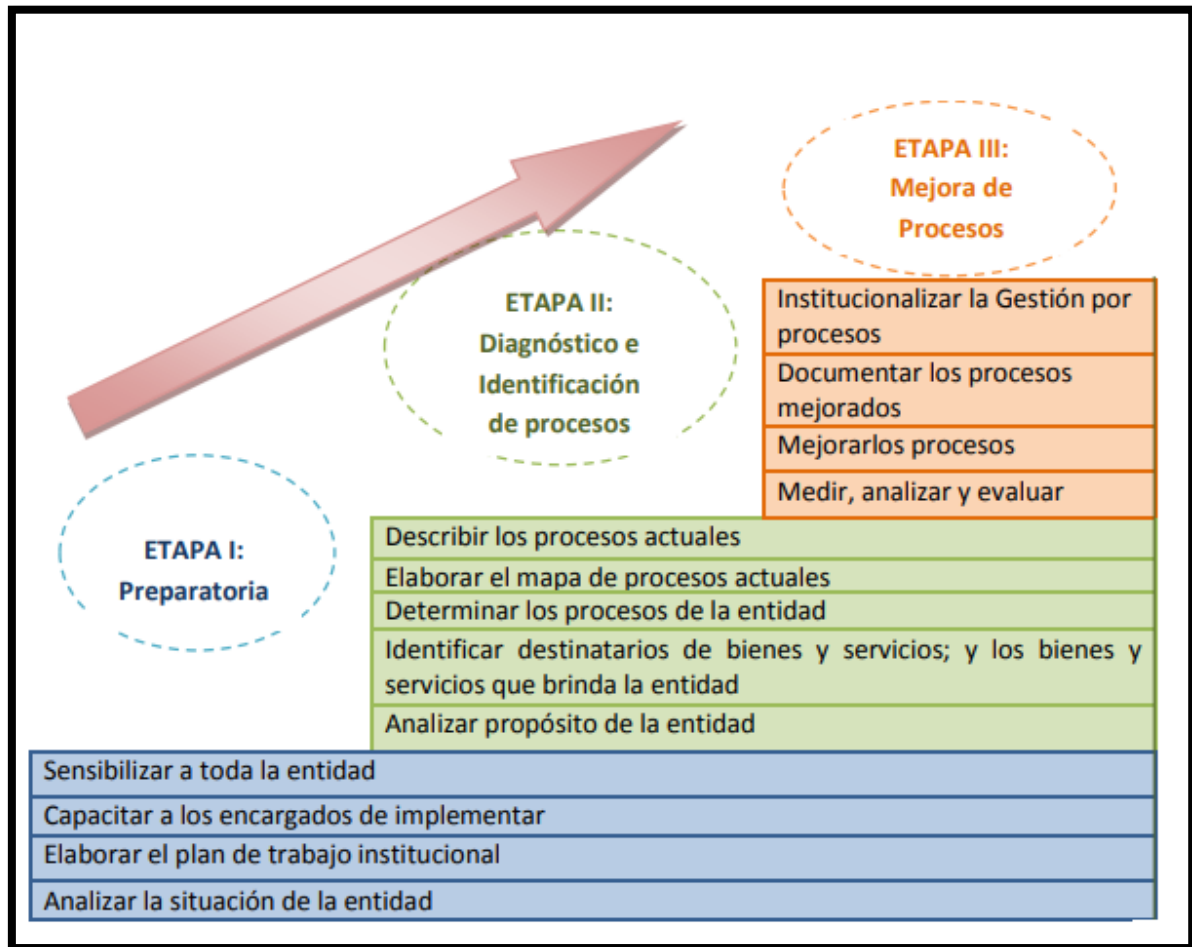 ETAPA III:
Mejora de
Procesos
Institucionalizar la Gestión por
procesos
Documentar los procesos
mejorados
Mejorarlos procesos
Medir, analizar y evaluar
ETAPA II:
Diagnóstico e
Identificación
de procesos
Describir los procesos actuales
Elaborar el mapa de procesos actuales
Determinar los procesos de la entidad
Identificar destinatarios de bienes y servicios; y los bienes y
servicios que brinda la entidad
Analizar propósito de la entidad
ETAPA I:
Preparatoria
Sensibilizar a toda la entidad
Capacitar a los encargados de implementar
Elaborar el plan de trabajo institucional
Analizar la situación de la entidad